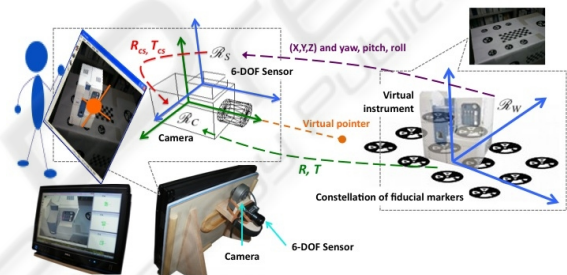 R_cs, T_cs
ℛ_S
6-DOF Sensor
(X,Y,Z) and yaw, pitch, roll
Virtual
instrument
ℛ_W
ℛ_C
Camera
Virtual pointer
R, T
Constellation of fiducial markers
6-DOF Sensor
Camera